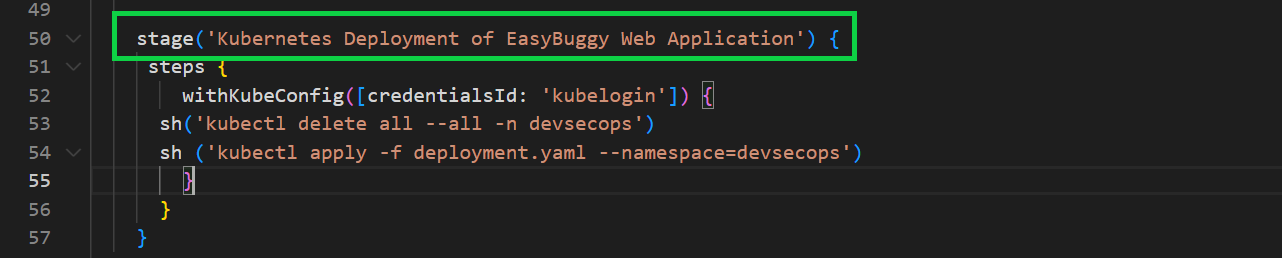 49
50 stage('Kubernetes Deployment of EasyBuggy Web Application') {
51 steps {
52 withKubeConfig([credentialsId: 'kubelogin']) {
53 sh('kubectl delete all --all -n devsecops')
54 sh ('kubectl apply -f deployment.yaml --namespace=devsecops')
55 }
56 }
57 }